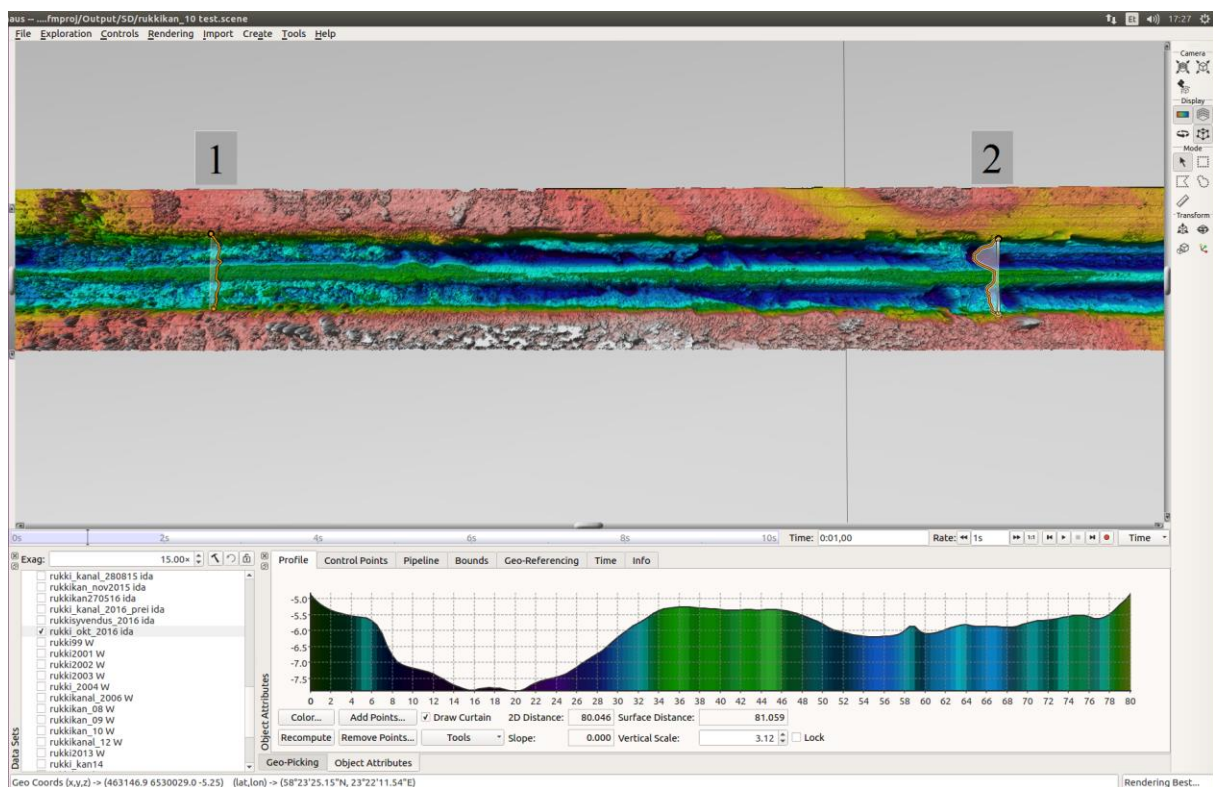 aus -- ....fmproj/Output/SD/rukkikan_10 test.scene
Et 17:27
File Exploration Controls Rendering Import Create Tools Help
Camera
Display
Mode
Transform
1 2
0s 2s 4s 6s 8s 10s Time: 0:01,00 Rate: 1s 1:1 Time
Exag: 15.00×
rukki_kanal_280815 ida
rukkikan_nov2015 ida
rukkikan270516 ida
rukki_kanal_2016_prei ida
rukkisyvendus_2016 ida
rukki_okt_2016 ida
rukki99 W
rukki2001 W
rukki2002 W
rukki2003 W
rukki_2004 W
rukkikanal_2006 W
rukkikan_08 W
rukkikan_09 W
rukkikan_10 W
rukkikanal_12 W
rukki2013 W
rukki_kan14
Data Sets
Profile Control Points Pipeline Bounds Geo-Referencing Time Info
-5.0
-5.5
-6.0
-6.5
-7.0
-7.5
0 2 4 6 8 10 12 14 16 18 20 22 24 26 28 30 32 34 36 38 40 42 44 46 48 50 52 54 56 58 60 62 64 66 68 70 72 74 76 78 80
Color... Add Points... Draw Curtain 2D Distance: 80.046 Surface Distance: 81.059
Recompute Remove Points... Tools Slope: 0.000 Vertical Scale: 3.12 Lock
Object Attributes
Geo-Picking Object Attributes
Geo Coords (x,y,z) -> (463146.9 6530029.0 -5.25) (lat,lon) -> (58°23'25.15"N, 23°22'11.54"E)
Rendering Best...